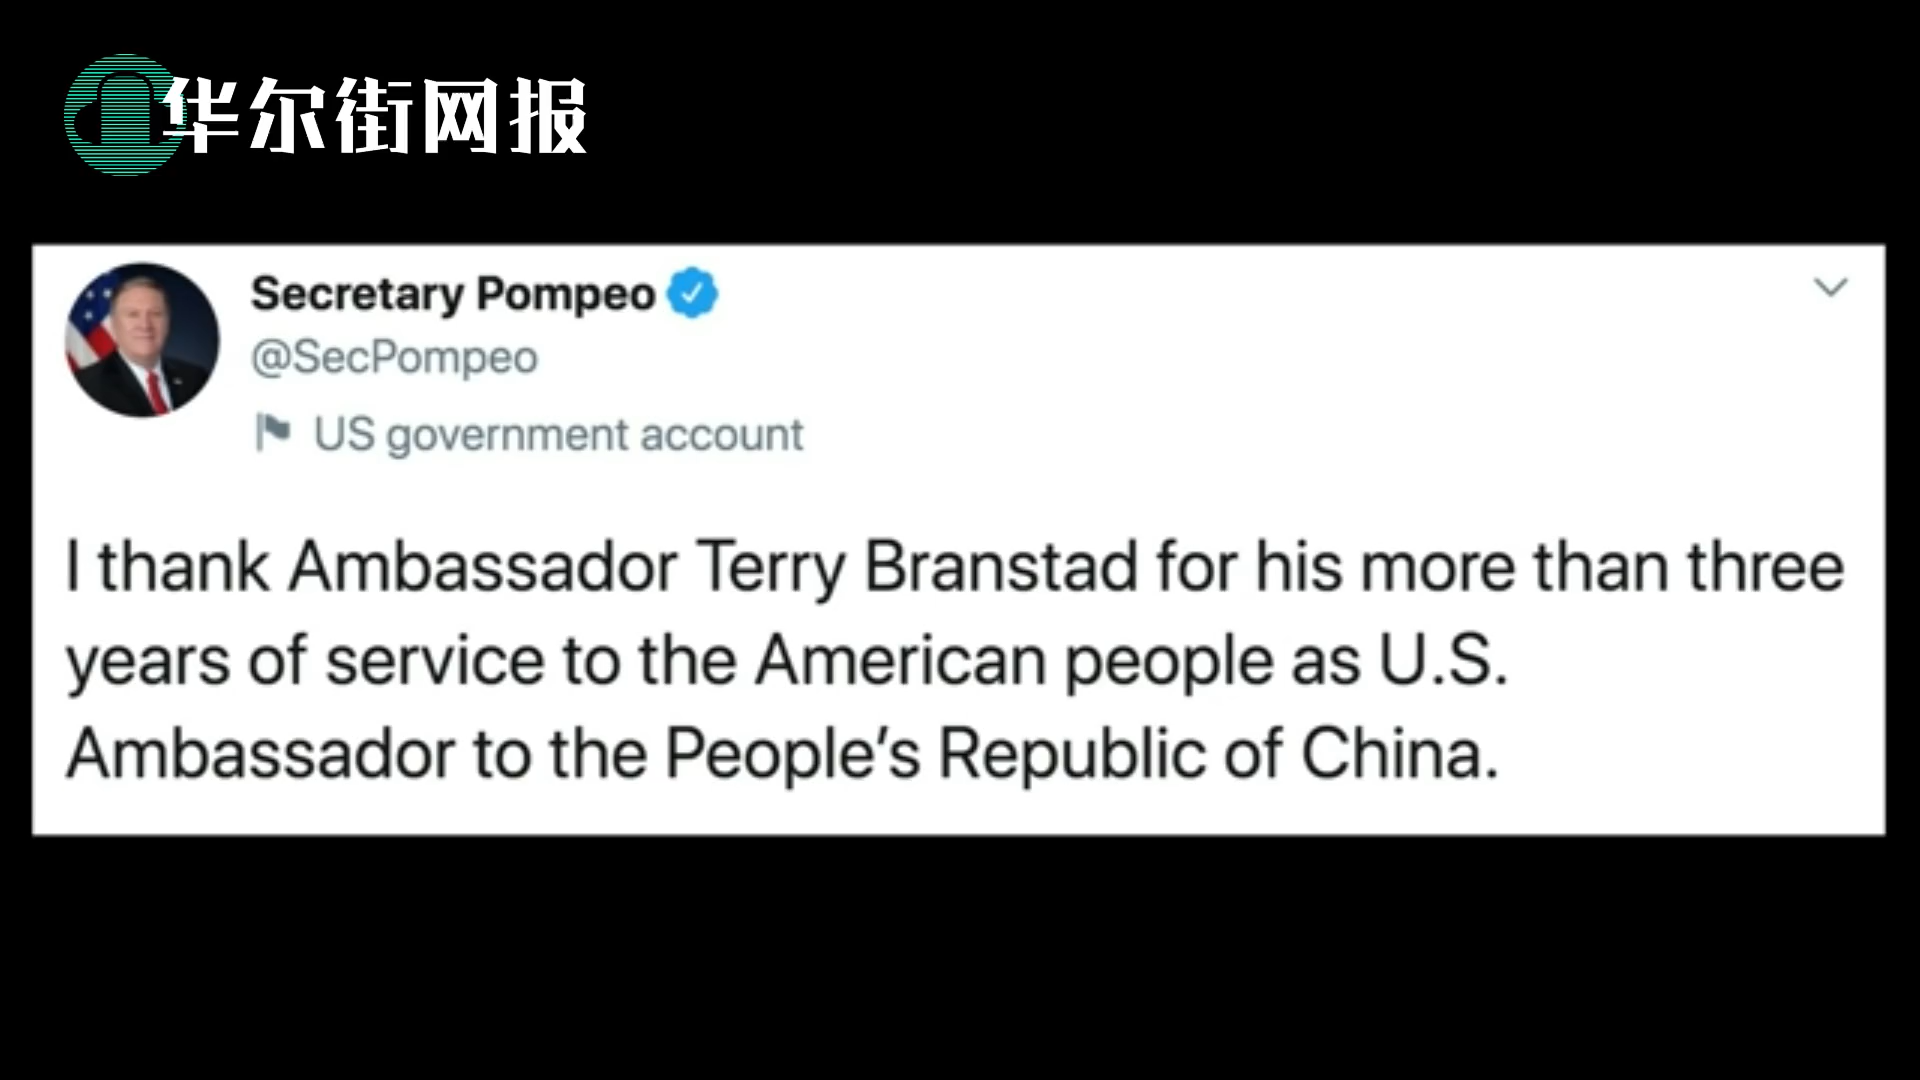 华尔街网报
Secretary Pompeo
@SecPompeo
US government account
I thank Ambassador Terry Branstad for his more than three
years of service to the American people as U.S.
Ambassador to the People’s Republic of China.